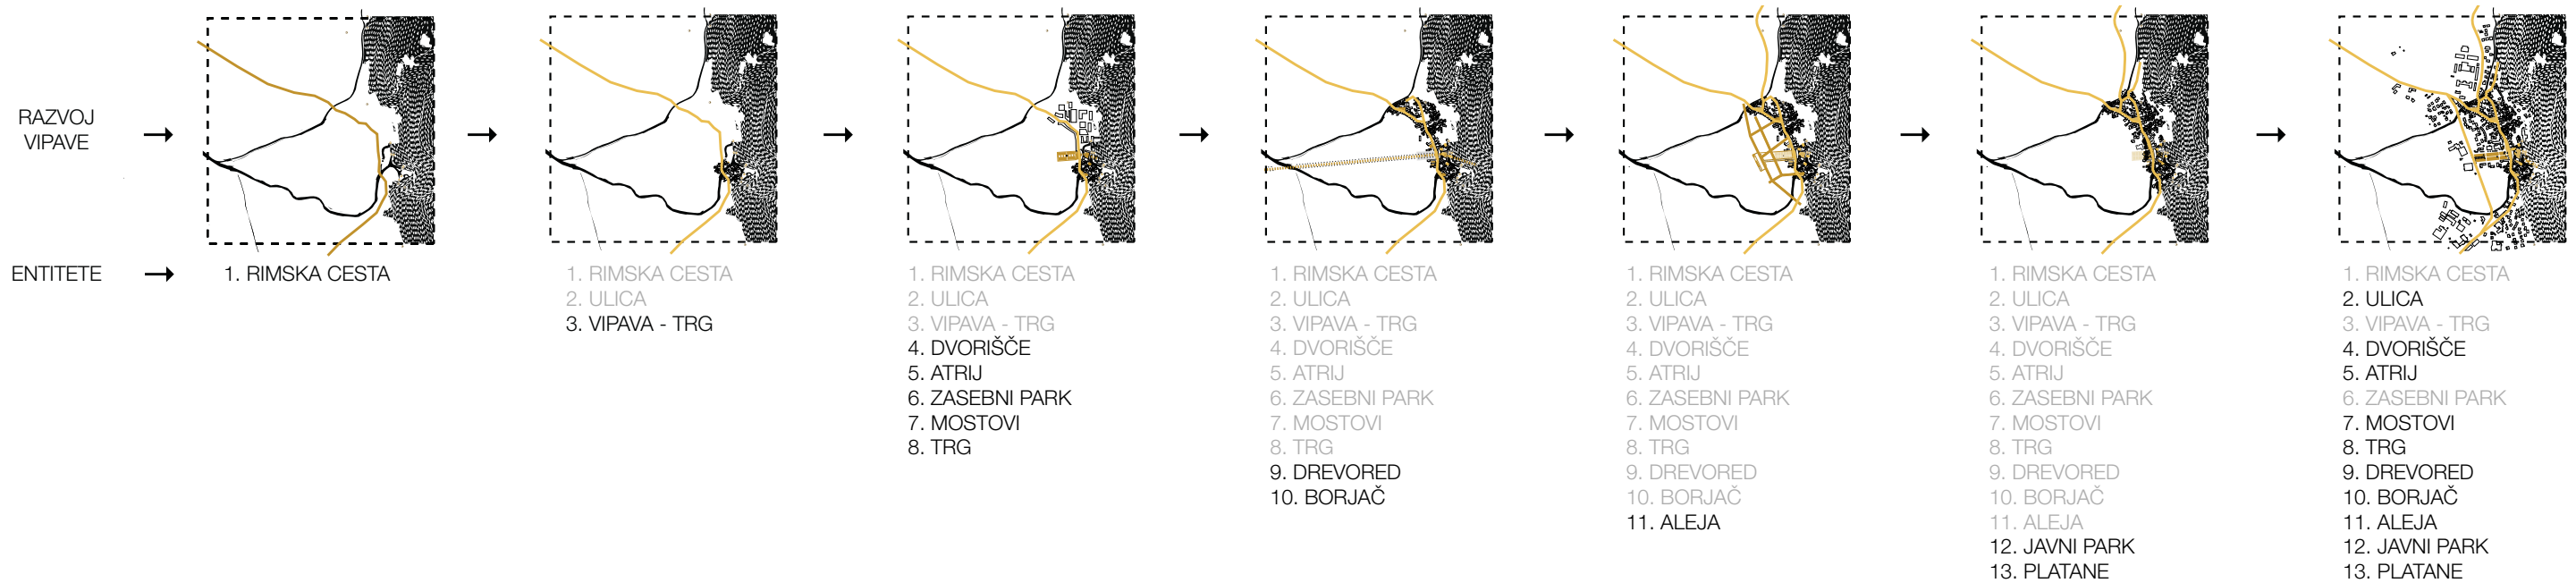 RAZVOJ
VIPAVE
ENTITETE
1. RIMSKA CESTA
1. RIMSKA CESTA
2. ULICA
3. VIPAVA - TRG
1. RIMSKA CESTA
2. ULICA
3. VIPAVA - TRG
4. DVORIŠČE
5. ATRIJ
6. ZASEBNI PARK
7. MOSTOVI
8. TRG
1. RIMSKA CESTA
2. ULICA
3. VIPAVA - TRG
4. DVORIŠČE
5. ATRIJ
6. ZASEBNI PARK
7. MOSTOVI
8. TRG
9. DREVORED
10. BORJAČ
1. RIMSKA CESTA
2. ULICA
3. VIPAVA - TRG
4. DVORIŠČE
5. ATRIJ
6. ZASEBNI PARK
7. MOSTOVI
8. TRG
9. DREVORED
10. BORJAČ
11. ALEJA
1. RIMSKA CESTA
2. ULICA
3. VIPAVA - TRG
4. DVORIŠČE
5. ATRIJ
6. ZASEBNI PARK
7. MOSTOVI
8. TRG
9. DREVORED
10. BORJAČ
11. ALEJA
12. JAVNI PARK
13. PLATANE
1. RIMSKA CESTA
2. ULICA
3. VIPAVA - TRG
4. DVORIŠČE
5. ATRIJ
6. ZASEBNI PARK
7. MOSTOVI
8. TRG
9. DREVORED
10. BORJAČ
11. ALEJA
12. JAVNI PARK
13. PLATANE